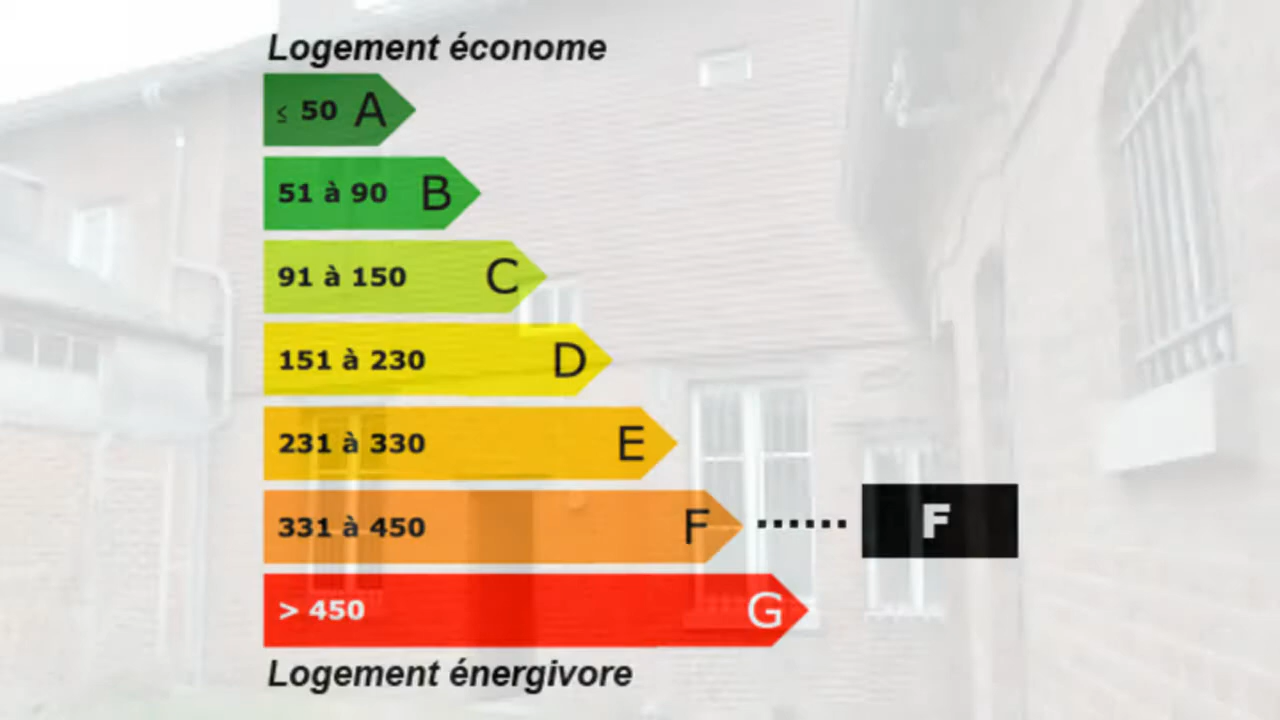 Logement économe
≤ 50 A
51 à 90 B
91 à 150 C
151 à 230 D
231 à 330 E
331 à 450 F F
> 450 G
Logement énergivore